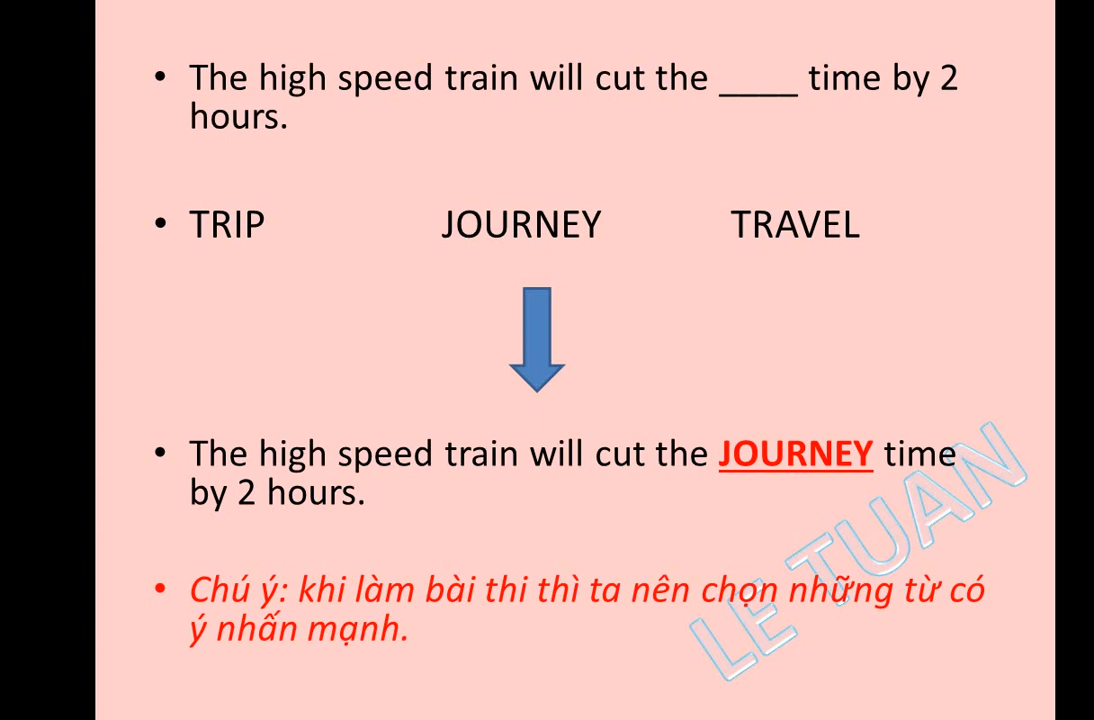 • The high speed train will cut the ____ time by 2
hours.
• TRIP JOURNEY TRAVEL
• The high speed train will cut the JOURNEY time
by 2 hours.
• Chú ý: khi làm bài thi thì ta nên chọn những từ có
ý nhấn mạnh.
LE TUAN